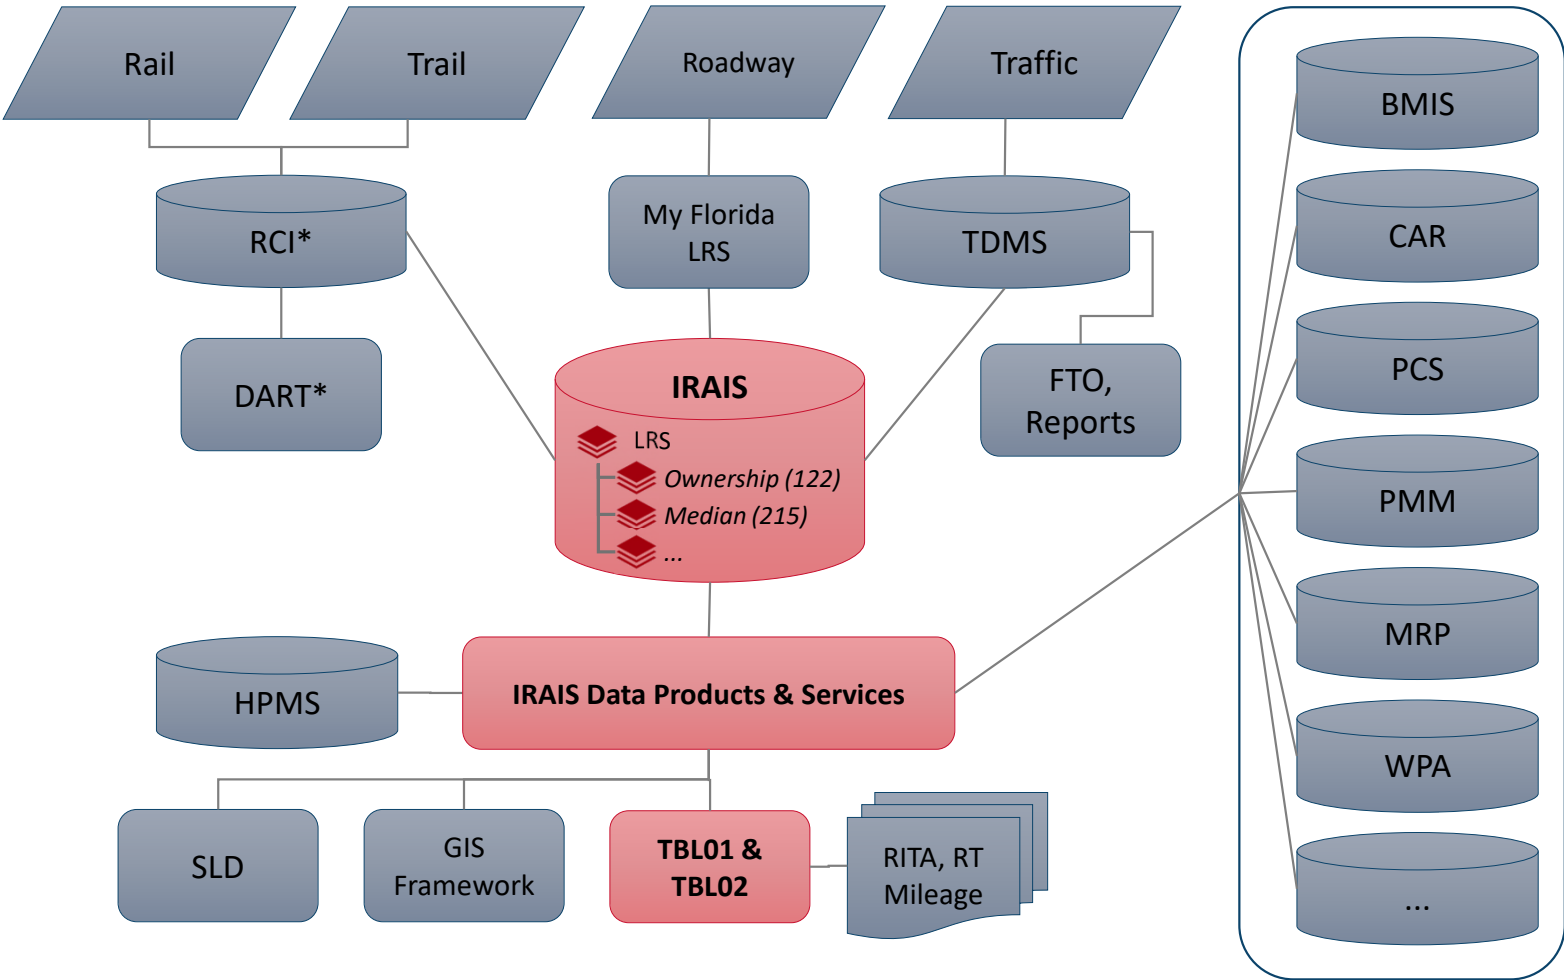 Rail
Trail
Roadway
Traffic
RCI*
My Florida
LRS
TDMS
DART*
FTO,
Reports
IRAIS
LRS
Ownership (122)
Median (215)
...
HPMS
IRAIS Data Products & Services
SLD
GIS
Framework
TBL01 &
TBL02
RITA, RT
Mileage
BMIS
CAR
PCS
PMM
MRP
WPA
...